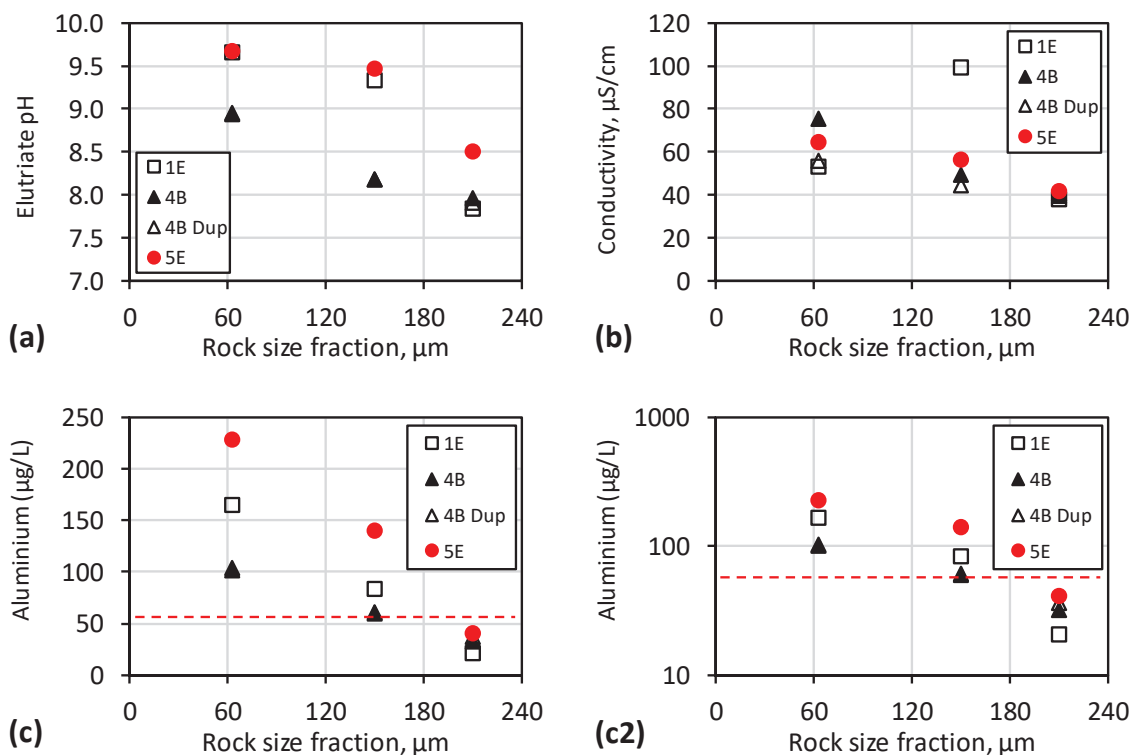 10.0
9.5
9.0
8.5
8.0
7.5
7.0
Elutriate pH
1E
4B
4B Dup
5E
0 60 120 180 240
Rock size fraction, µm
(a)
120
100
80
60
40
20
0
Conductivity, µS/cm
1E
4B
4B Dup
5E
0 60 120 180 240
Rock size fraction, µm
(b)
250
200
150
100
50
0
Aluminium (µg/L)
1E
4B
4B Dup
5E
0 60 120 180 240
Rock size fraction, µm
(c)
1000
100
10
Aluminium (µg/L)
1E
4B
4B Dup
5E
0 60 120 180 240
Rock size fraction, µm
(c2)